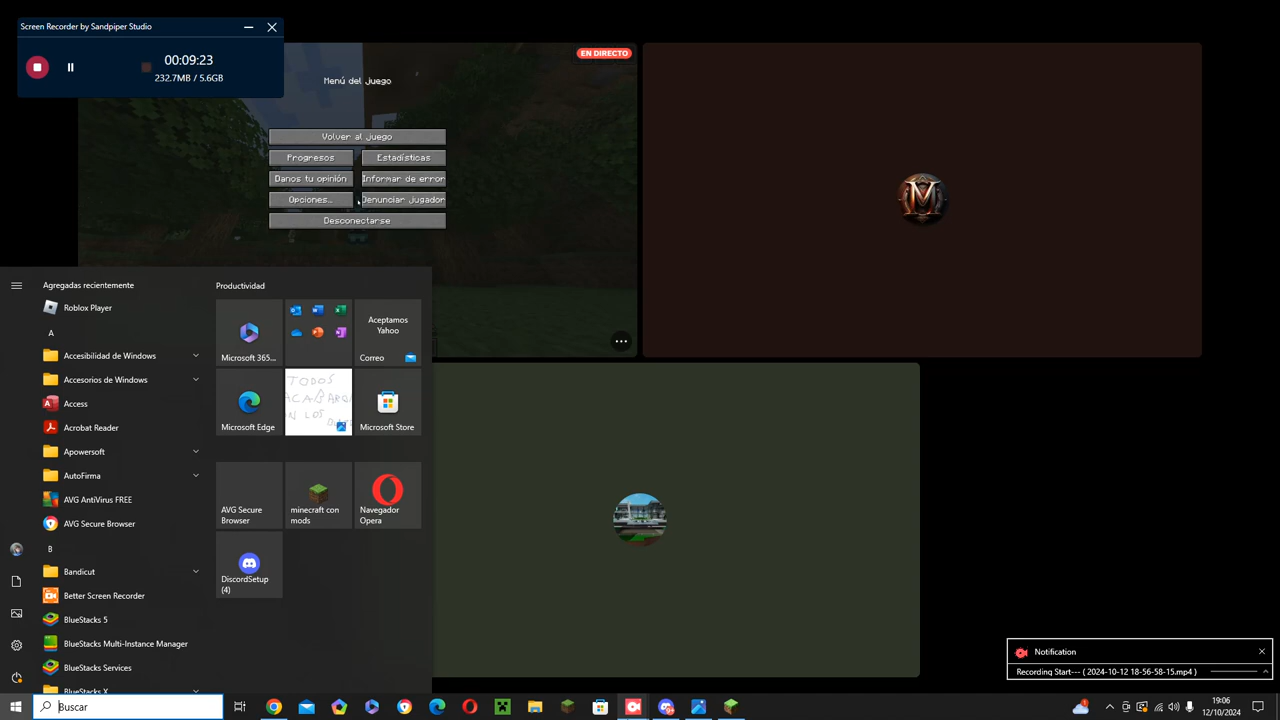 Screen Recorder by Sandpiper Studio
00:09:23
232.7MB / 5.6GB
EN DIRECTO
Menú del juego
Volver al juego
Progresos
Estadísticas
Danos tu opinión
Informar de error
Opciones...
Denunciar jugador
Desconectarse
Agregadas recientemente
Roblox Player
A
Accesibilidad de Windows
Accesorios de Windows
Access
Acrobat Reader
Apowersoft
AutoFirma
AVG AntiVirus FREE
AVG Secure Browser
B
Bandicut
Better Screen Recorder
BlueStacks 5
BlueStacks Multi-Instance Manager
BlueStacks Services
BlueStacks X
Productividad
Microsoft 365...
Aceptamos
Yahoo
Correo
Microsoft Edge
TODOS
ACABARA
N LOS
Microsoft Store
AVG Secure
Browser
minecraft con
mods
Navegador
Opera
DiscordSetup
(4)
Notification
Recording Start--- ( 2024-10-12 18-56-58-15.mp4 )
Buscar
19:06
12/10/2024